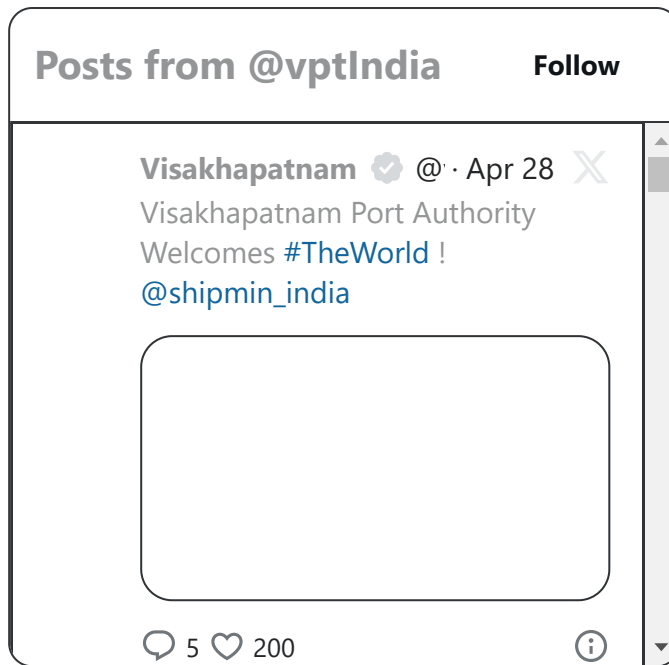 Posts from @vptIndia Follow
Visakhapatnam @ · Apr 28
Visakhapatnam Port Authority
Welcomes #TheWorld !
@shipmin_india
5 200